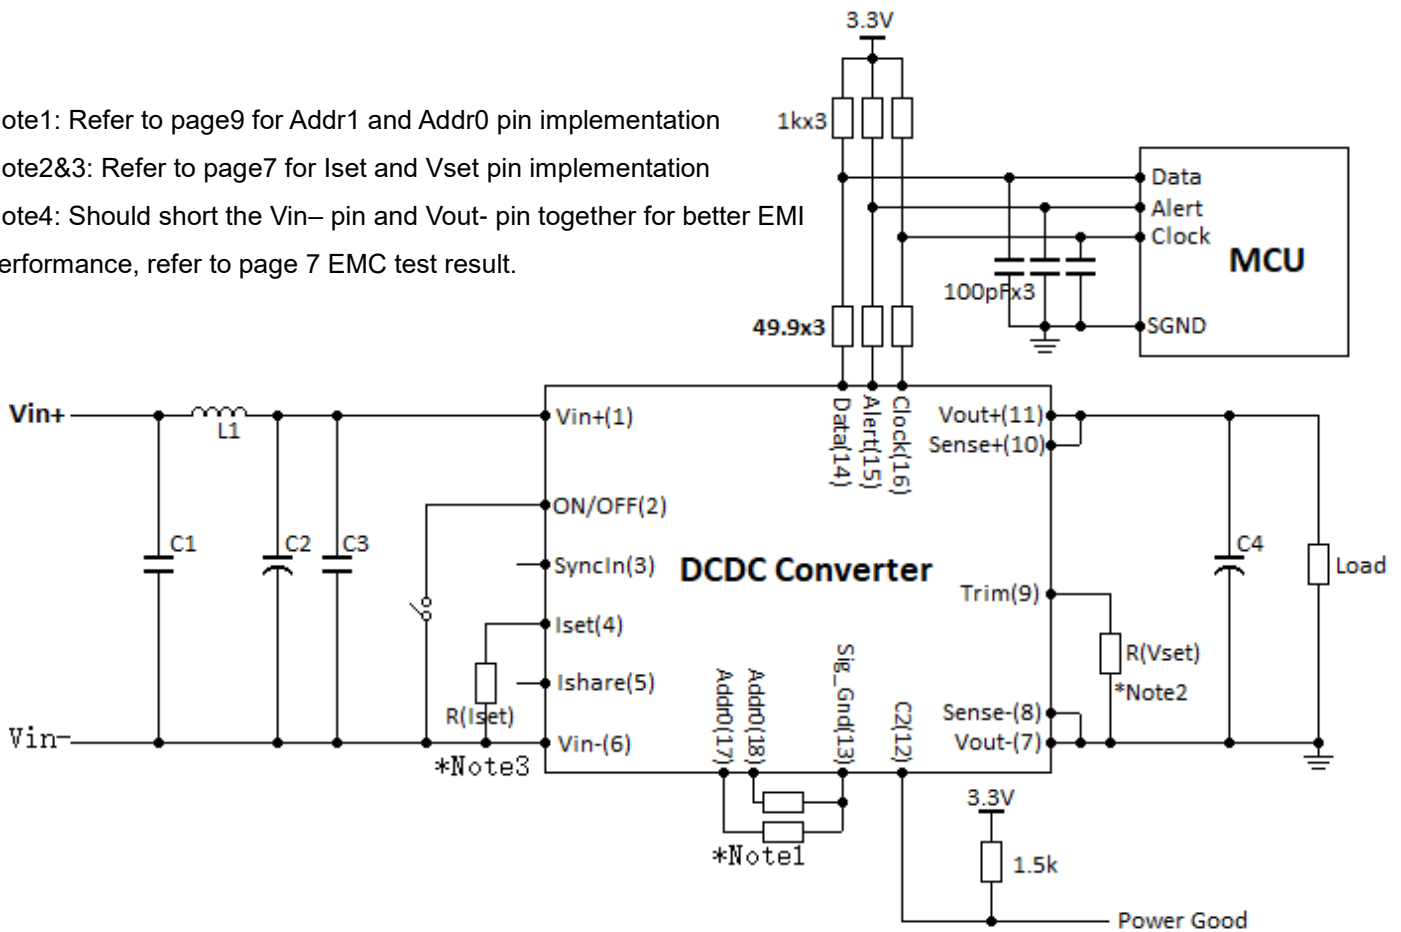 3.3V
ote1: Refer to page9 for Addr1 and Addr0 pin implementation
1kx3
ote2&3: Refer to page7 for Iset and Vset pin implementation
Data
ote4: Should short the Vin– pin and Vout- pin together for better EMI
Alert
Clock
MCU
erformance, refer to page 7 EMC test result.
100pFx3
49.9x3
SGND
Vin+
L1
Vin+(1)
Data(14)
Alert(15)
Clock(16)
Vout+(11)
Sense+(10)
ON/OFF(2)
C1
C2
C3
SyncIn(3)
DCDC Converter
C4
Load
Trim(9)
Iset(4)
R(Vset)
*Note2
Ishare(5)
R(Iset)
Addr0(17)
Addr0(18)
Sig_Gnd(13)
C2(12)
Sense-(8)
Vout-(7)
Vin-
Vin-(6)
*Note3
3.3V
*Note1
1.5k
Power Good